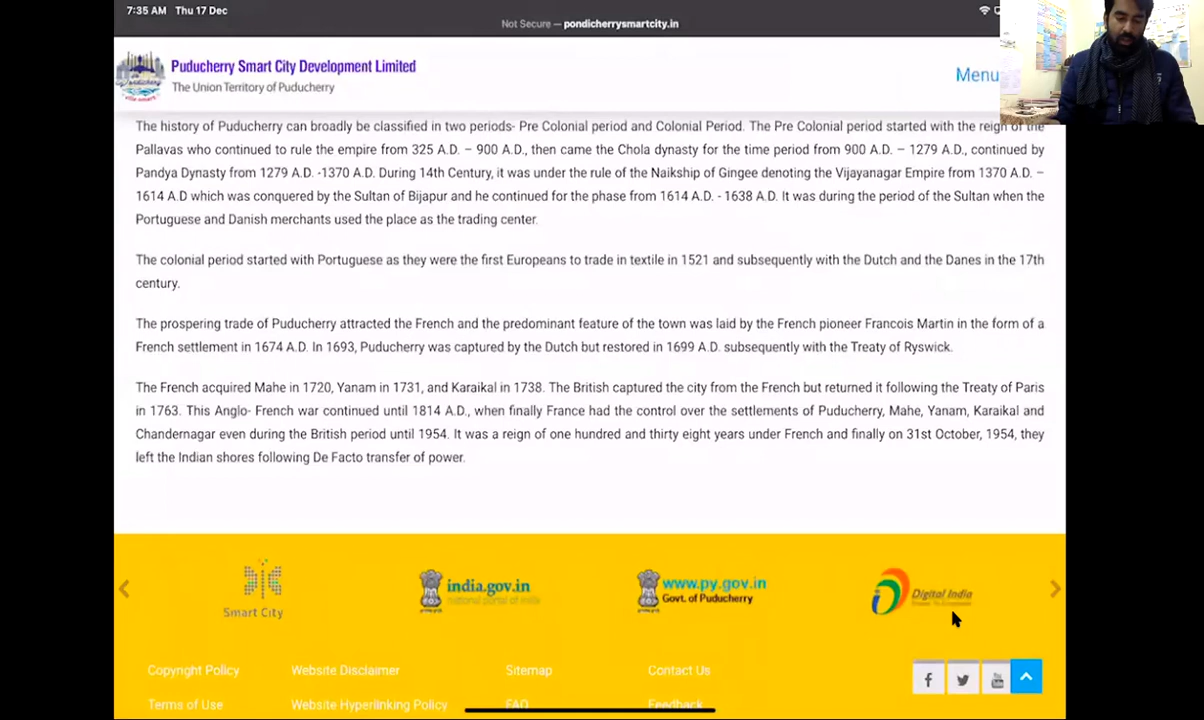 7:35 AM Thu 17 Dec
Not Secure — pondicherrysmartcity.in
Puducherry Smart City Development Limited
The Union Territory of Puducherry
Menu
The history of Puducherry can broadly be classified in two periods- Pre Colonial period and Colonial Period. The Pre Colonial period started with the reign of the
Pallavas who continued to rule the empire from 325 A.D. – 900 A.D., then came the Chola dynasty for the time period from 900 A.D. – 1279 A.D., continued by
Pandya Dynasty from 1279 A.D. -1370 A.D. During 14th Century, it was under the rule of the Naikship of Gingee denoting the Vijayanagar Empire from 1370 A.D. –
1614 A.D which was conquered by the Sultan of Bijapur and he continued for the phase from 1614 A.D. - 1638 A.D. It was during the period of the Sultan when the
Portuguese and Danish merchants used the place as the trading center.
The colonial period started with Portuguese as they were the first Europeans to trade in textile in 1521 and subsequently with the Dutch and the Danes in the 17th
century.
The prospering trade of Puducherry attracted the French and the predominant feature of the town was laid by the French pioneer Francois Martin in the form of a
French settlement in 1674 A.D. In 1693, Puducherry was captured by the Dutch but restored in 1699 A.D. subsequently with the Treaty of Ryswick.
The French acquired Mahe in 1720, Yanam in 1731, and Karaikal in 1738. The British captured the city from the French but returned it following the Treaty of Paris
in 1763. This Anglo- French war continued until 1814 A.D., when finally France had the control over the settlements of Puducherry, Mahe, Yanam, Karaikal and
Chandernagar even during the British period until 1954. It was a reign of one hundred and thirty eight years under French and finally on 31st October, 1954, they
left the Indian shores following De Facto transfer of power.
Smart City
india.gov.in
national portal of India
www.py.gov.in
Govt. of Puducherry
Digital India
Copyright Policy Website Disclaimer Sitemap Contact Us
Terms of Use Website Hyperlinking Policy FAQ Feedback